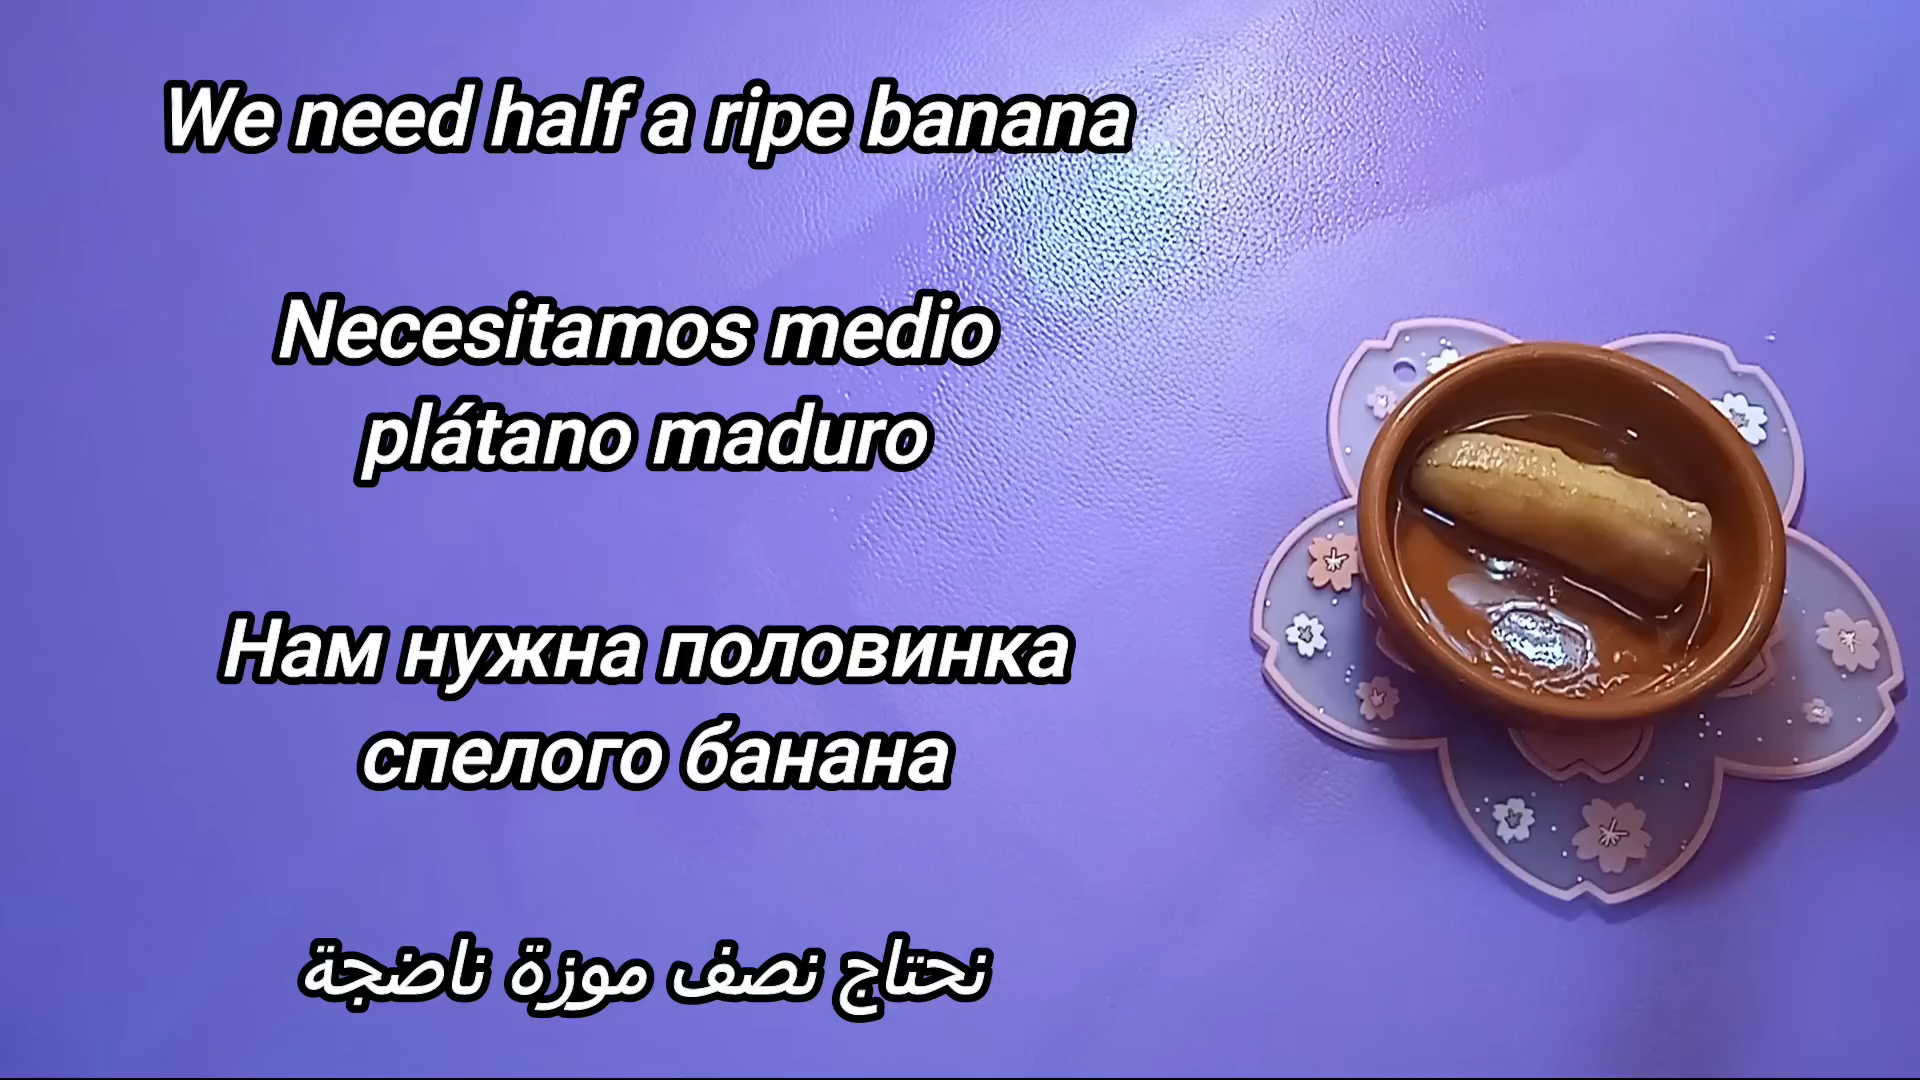 We need half a ripe banana
Necesitamos medio
plátano maduro
Нам нужна половинка
спелого банана
نحتاج نصف موزة ناضجة